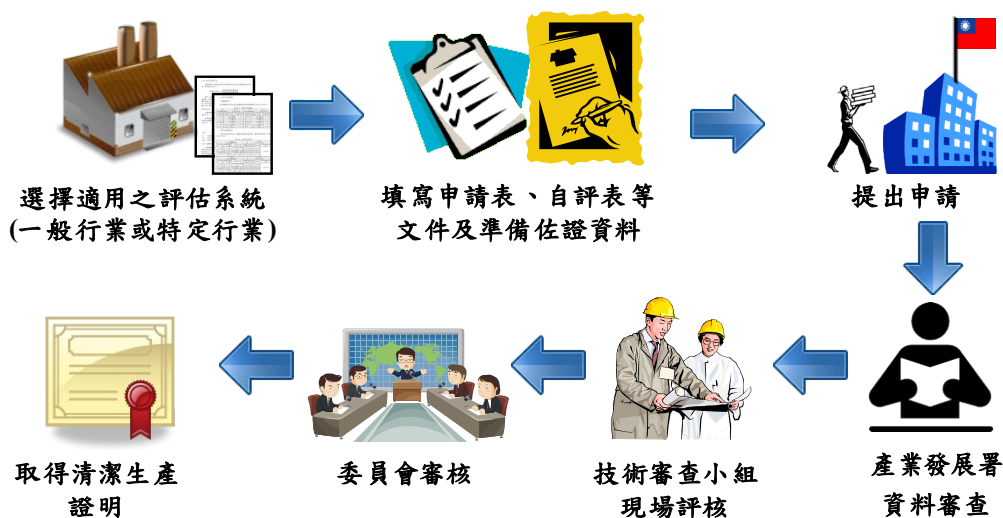 選擇適用之評估系統
(一般行業或特定行業)
填寫申請表、自評表等
文件及準備佐證資料
提出申請
產業發展署
資料審查
技術審查小組
現場評核
委員會審核
取得清潔生產
證明